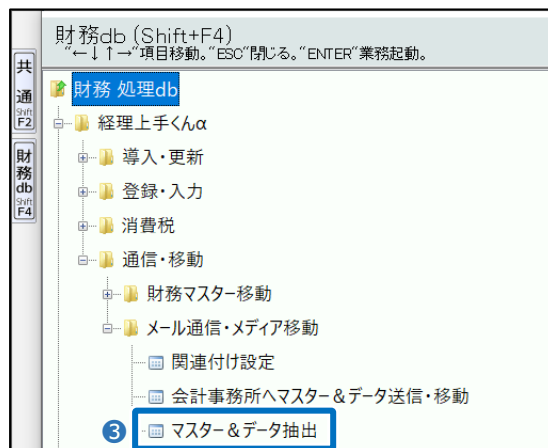 財務db (Shift+F4)
"←↓↑→"項目移動。"ESC"閉じる。"ENTER"業務起動。
共通
Shift
F2
財務db
Shift
F4
財務 処理db
経理上手くんα
導入・更新
登録・入力
消費税
通信・移動
財務マスター移動
メール通信・メディア移動
関連付け設定
会計事務所へマスター&データ送信・移動
3 マスター&データ抽出